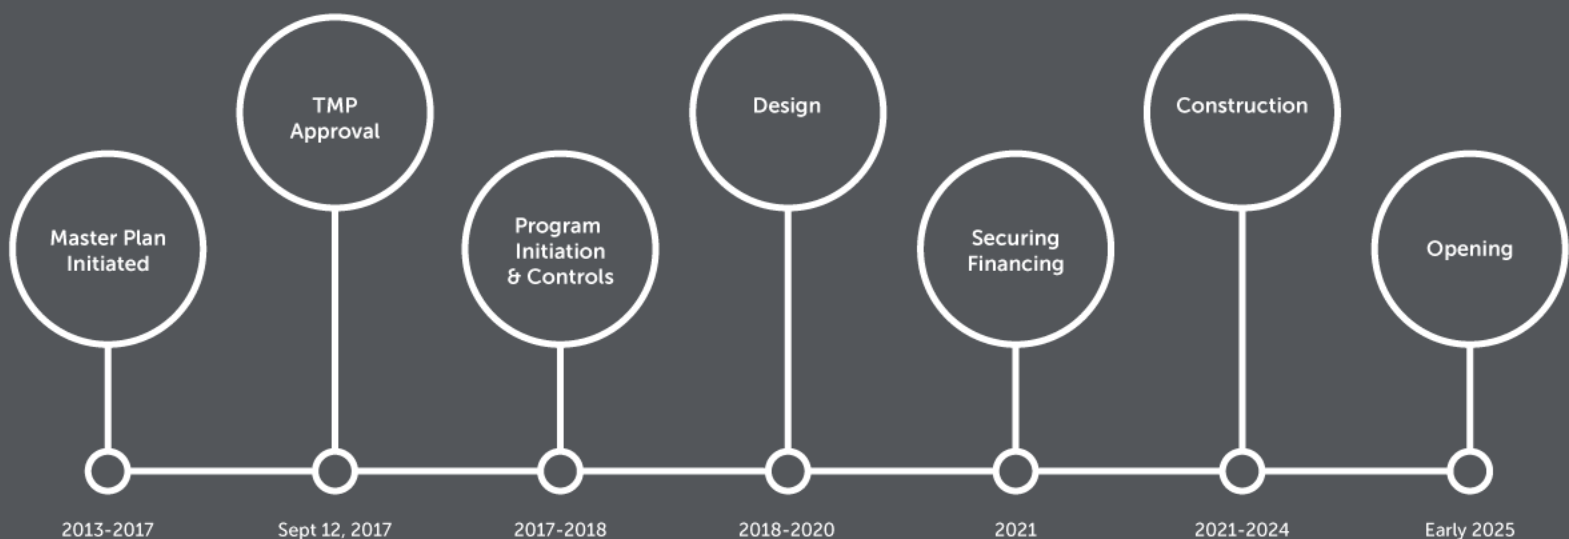 Master Plan
Initiated
TMP
Approval
Program
Initiation
& Controls
Design
Securing
Financing
Construction
Opening
2013-2017
Sept 12, 2017
2017-2018
2018-2020
2021
2021-2024
Early 2025